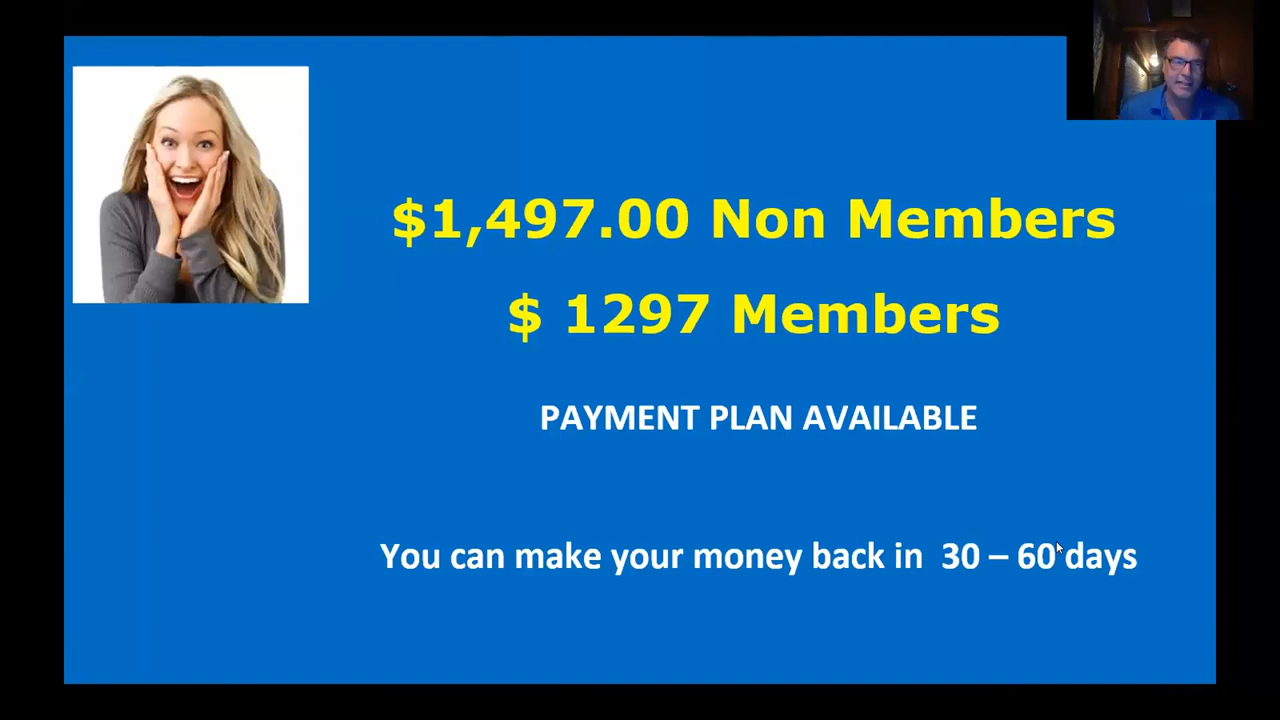 $1,497.00 Non Members
$ 1297 Members
PAYMENT PLAN AVAILABLE
You can make your money back in 30 – 60 days